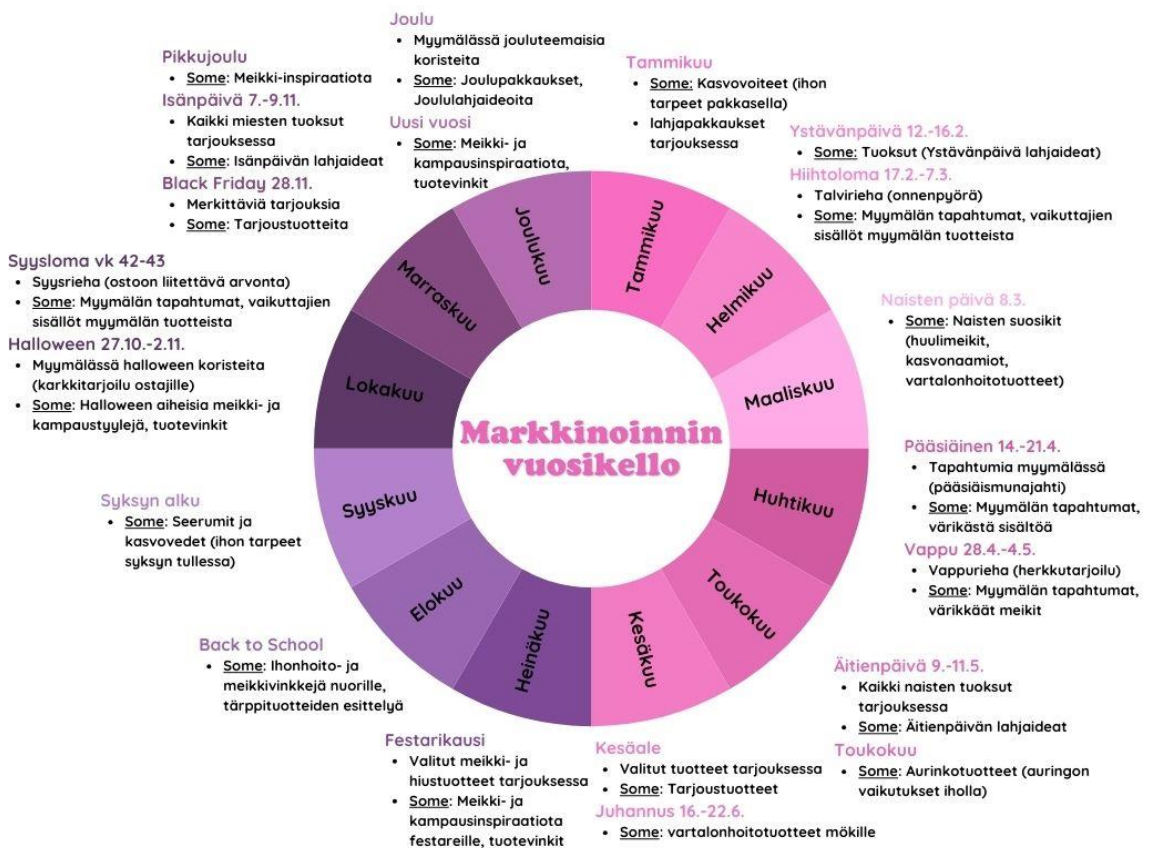 Joulu
• Myymälässä jouluteemaisia
koristeita
• Some: Joulupakkaukset,
Joululahjaideoita
Uusi vuosi
• Some: Meikki- ja
kampausinspiraatiota,
tuotevinkit
Tammikuu
• Some: Kasvovoiteet (ihon
tarpeet pakkasella)
• lahjapakkaukset
tarjouksessa
Ystävänpäivä 12.-16.2.
• Some: Tuoksut (Ystävänpäivä lahjaideat)
Hiihtoloma 17.2.-7.3.
• Talvirieha (onnenpyörä)
• Some: Myymälän tapahtumat, vaikuttajien
sisällöt myymälän tuotteista
Naisten päivä 8.3.
• Some: Naisten suosikit
(huulimeikit,
kasvonaamiot,
vartalonhoitotuotteet)
Pääsiäinen 14.-21.4.
• Tapahtumia myymälässä
(pääsiäismunajahti)
• Some: Myymälän tapahtumat,
värikästä sisältöä
Vappu 28.4.-4.5.
• Vappurieha (herkkutarjoilu)
• Some: Myymälän tapahtumat,
värikkäät meikit
Äitienpäivä 9.-11.5.
• Kaikki naisten tuoksut
tarjouksessa
• Some: Äitienpäivän lahjaideat
Toukokuu
• Some: Aurinkotuotteet (auringon
vaikutukset iholla)
Kesäale
• Valitut tuotteet tarjouksessa
• Some: Tarjoustuotteet
Juhannus 16.-22.6.
• Some: vartalonhoitotuotteet mökille
Festarikausi
• Valitut meikki- ja
hiustuotteet tarjouksessa
• Some: Meikki- ja
kampausinspiraatiota
festareille, tuotevinkit
Back to School
• Some: Ihonhoito- ja
meikkivinkkejä nuorille,
tärppituotteiden esittelyä
Syksyn alku
• Some: Seerumit ja
kasvovedet (ihon tarpeet
syksyn tullessa)
Syysloma vk 42-43
• Syysrieha (ostoon liitettävä arvonta)
• Some: Myymälän tapahtumat, vaikuttajien
sisällöt myymälän tuotteista
Halloween 27.10.-2.11.
• Myymälässä halloween koristeita
(karkkitarjoilu ostajille)
• Some: Halloween aiheisia meikki- ja
kampaustyylejä, tuotevinkit
Pikkujoulu
• Some: Meikki-inspiraatiota
Isänpäivä 7.-9.11.
• Kaikki miesten tuoksut
tarjouksessa
• Some: Isänpäivän lahjaideat
Black Friday 28.11.
• Merkittäviä tarjouksia
• Some: Tarjoustuotteita
Tammikuu
Helmikuu
Maaliskuu
Huhtikuu
Toukokuu
Kesäkuu
Heinäkuu
Elokuu
Syyskuu
Lokakuu
Marraskuu
Joulukuu
Markkinoinnin
vuosikello